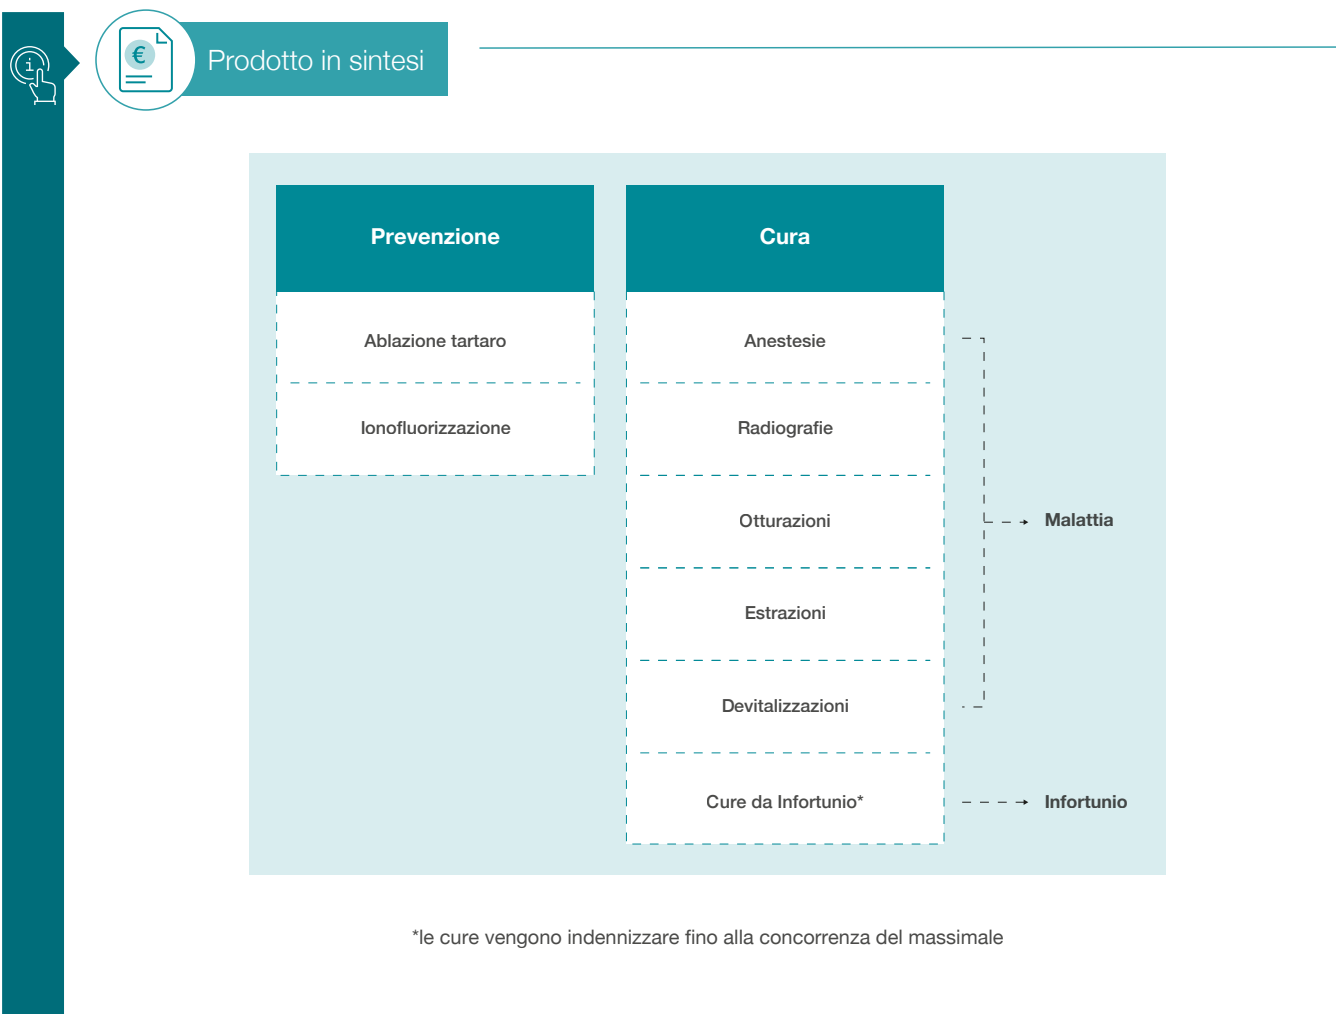 i
€
Prodotto in sintesi
Prevenzione
Ablazione tartaro
Ionofluorizzazione
Cura
Anestesie
Radiografie
Otturazioni
Estrazioni
Devitalizzazioni
Cure da Infortunio*
Malattia
Infortunio
*le cure vengono indennizzare fino alla concorrenza del massimale